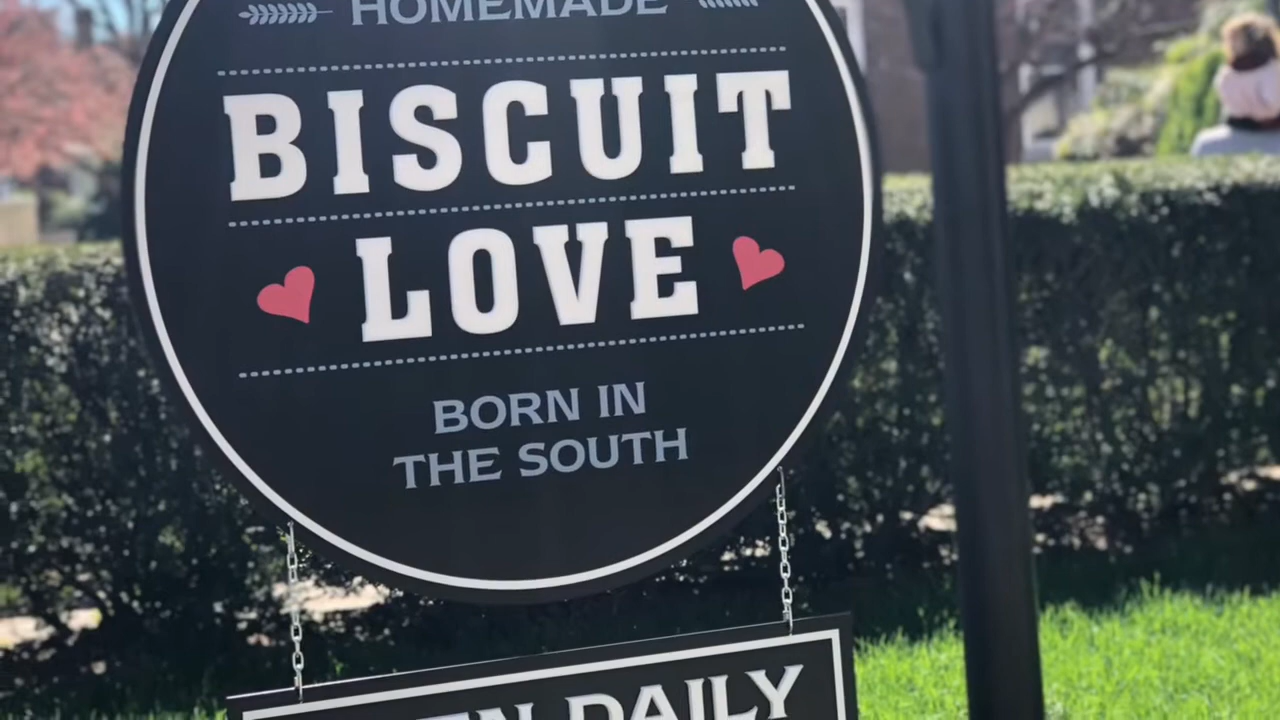 HOMEMADE
BISCUIT
LOVE
BORN IN
THE SOUTH
DAILY